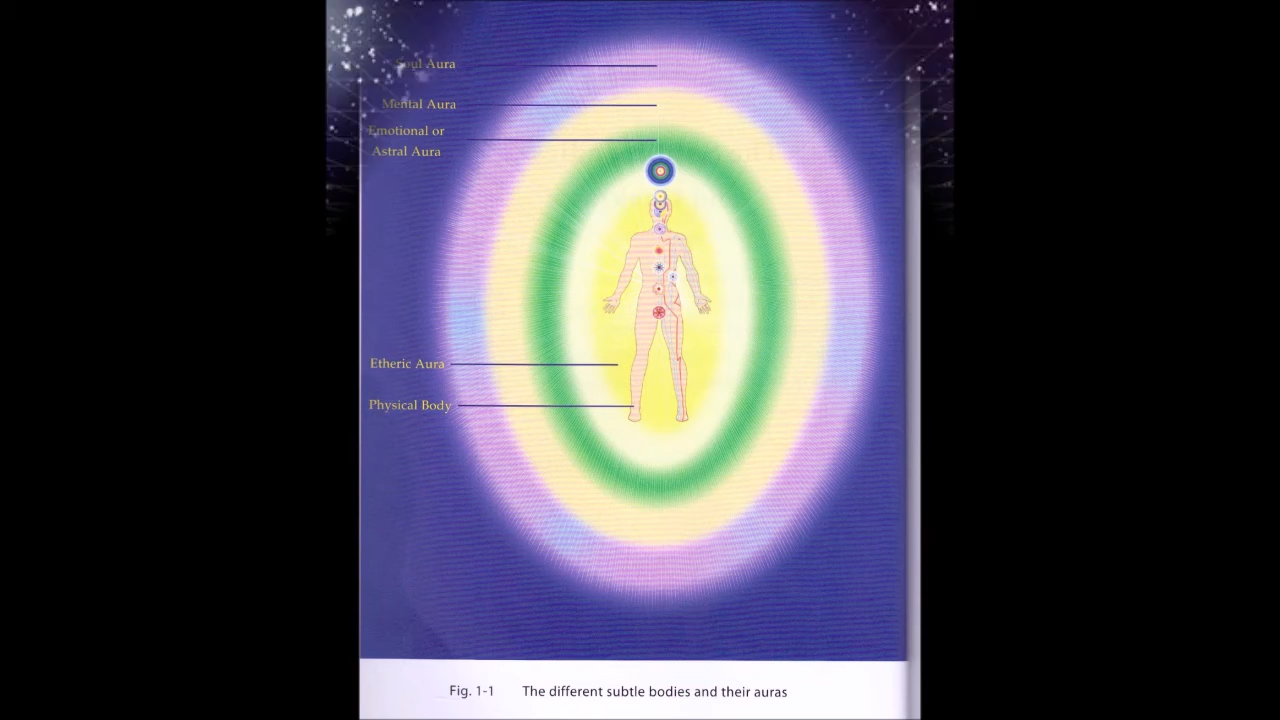 Soul Aura
Mental Aura
Emotional or
Astral Aura
Etheric Aura
Physical Body
Fig. 1-1 The different subtle bodies and their auras